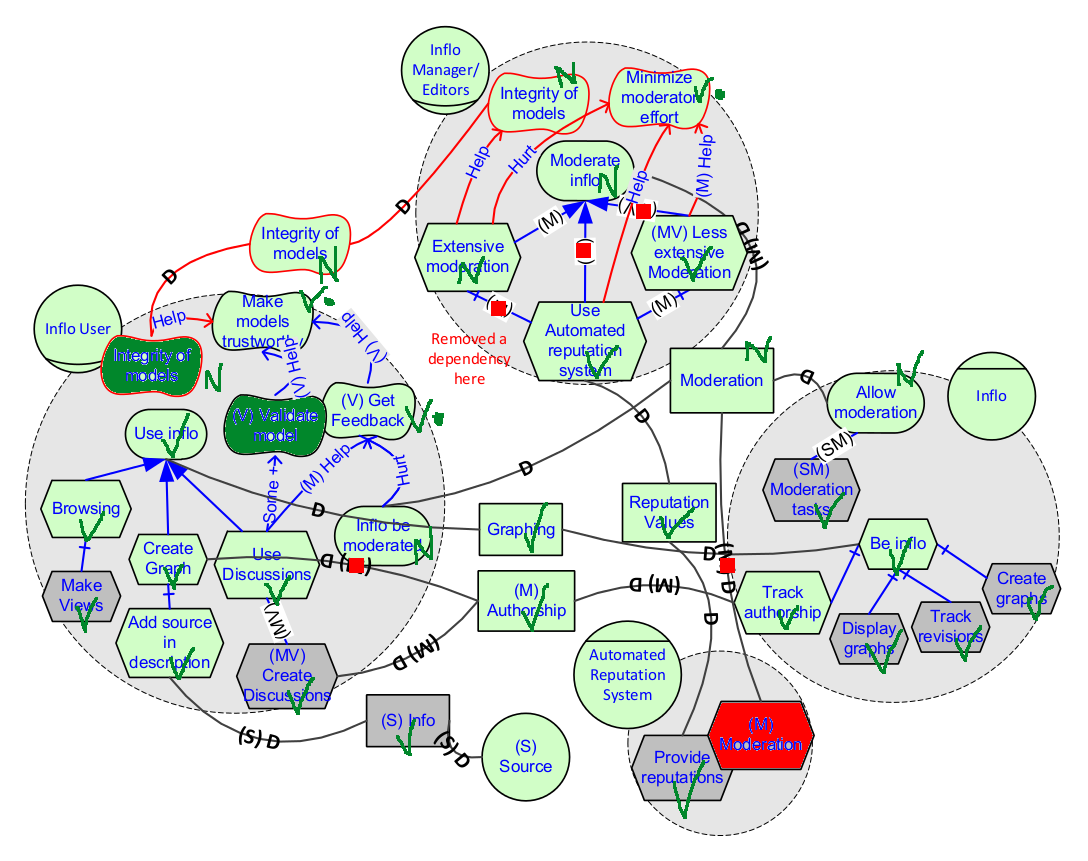 Inflo
Manager/
Editors
Integrity of
models
N
Minimize
moderator
effort
Help
Hurt
Moderate
inflo
N
Help
(M) Help
D
Extensive
moderation
N
(M)
(MV) Less
extensive
Moderation
(M) D
Integrity of
models
N
D
Use
Automated
reputation
system
(M)
Removed a
dependency
here
Inflo User
Help
Make
models
trustworthy
Integrity of
models
N
(V) Help
(V) Help
Moderation
N
D
Allow
moderation
N
Inflo
(V) Validate
model
(V) Get
Feedback
D
Use inflo
(SM)
(SM)
Moderation
tasks
Some +
(M) Help
Hurt
D
D
Browsing
Graphing
Reputation
Values
Inflo be
moderated
N
D
Be inflo
Create
Graph
Use
Discussions
(M) D
(M) D
Make
Views
(M)
Authorship
(M) D
Track
authorship
Create
graphs
Add source
in
description
(MV)
D
Display
graphs
Track
revisions
(MV)
Create
Discussions
(M) D
Automated
Reputation
System
(S) Info
(S) D
(S) D
(S)
Source
(M)
Moderation
Provide
reputations